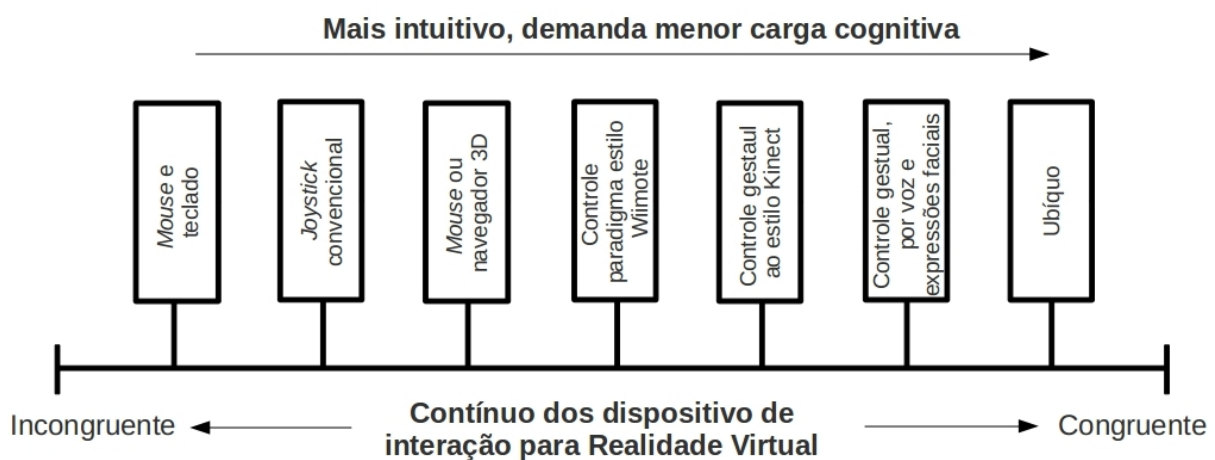 Mais intuitivo, demanda menor carga cognitiva
Mouse e
teclado
Joystick
convencional
Mouse ou
navegador 3D
Controle
paradigma estilo
Wiimote
Controle gestaul
ao estilo Kinect
Controle gestual,
por voz e
expressões faciais
Ubíquo
Incongruente
Contínuo dos dispositivo de
interação para Realidade Virtual
Congruente